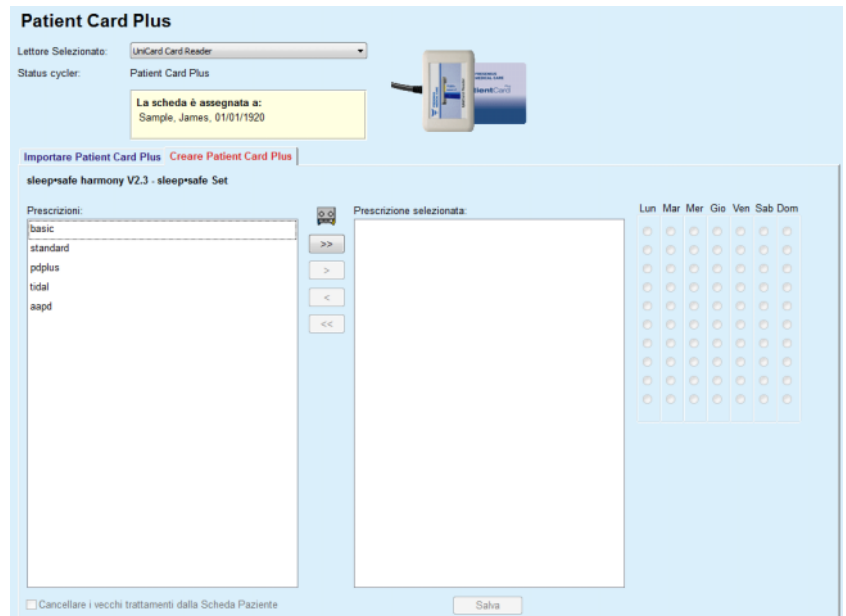 Patient Card Plus
Lettore Selezionato: UniCard Card Reader
Status cycler: Patient Card Plus
La scheda è assegnata a:
Sample, James, 01/01/1920
Importare Patient Card Plus Creare Patient Card Plus
sleep•safe harmony V2.3 - sleep•safe Set
Prescrizioni: Prescrizione selezionata: Lun Mar Mer Gio Ven Sab Dom
basic
standard
pdplus
tidal
aapd
>>
>
<
<<
Cancellare i vecchi trattamenti dalla Scheda Paziente Salva